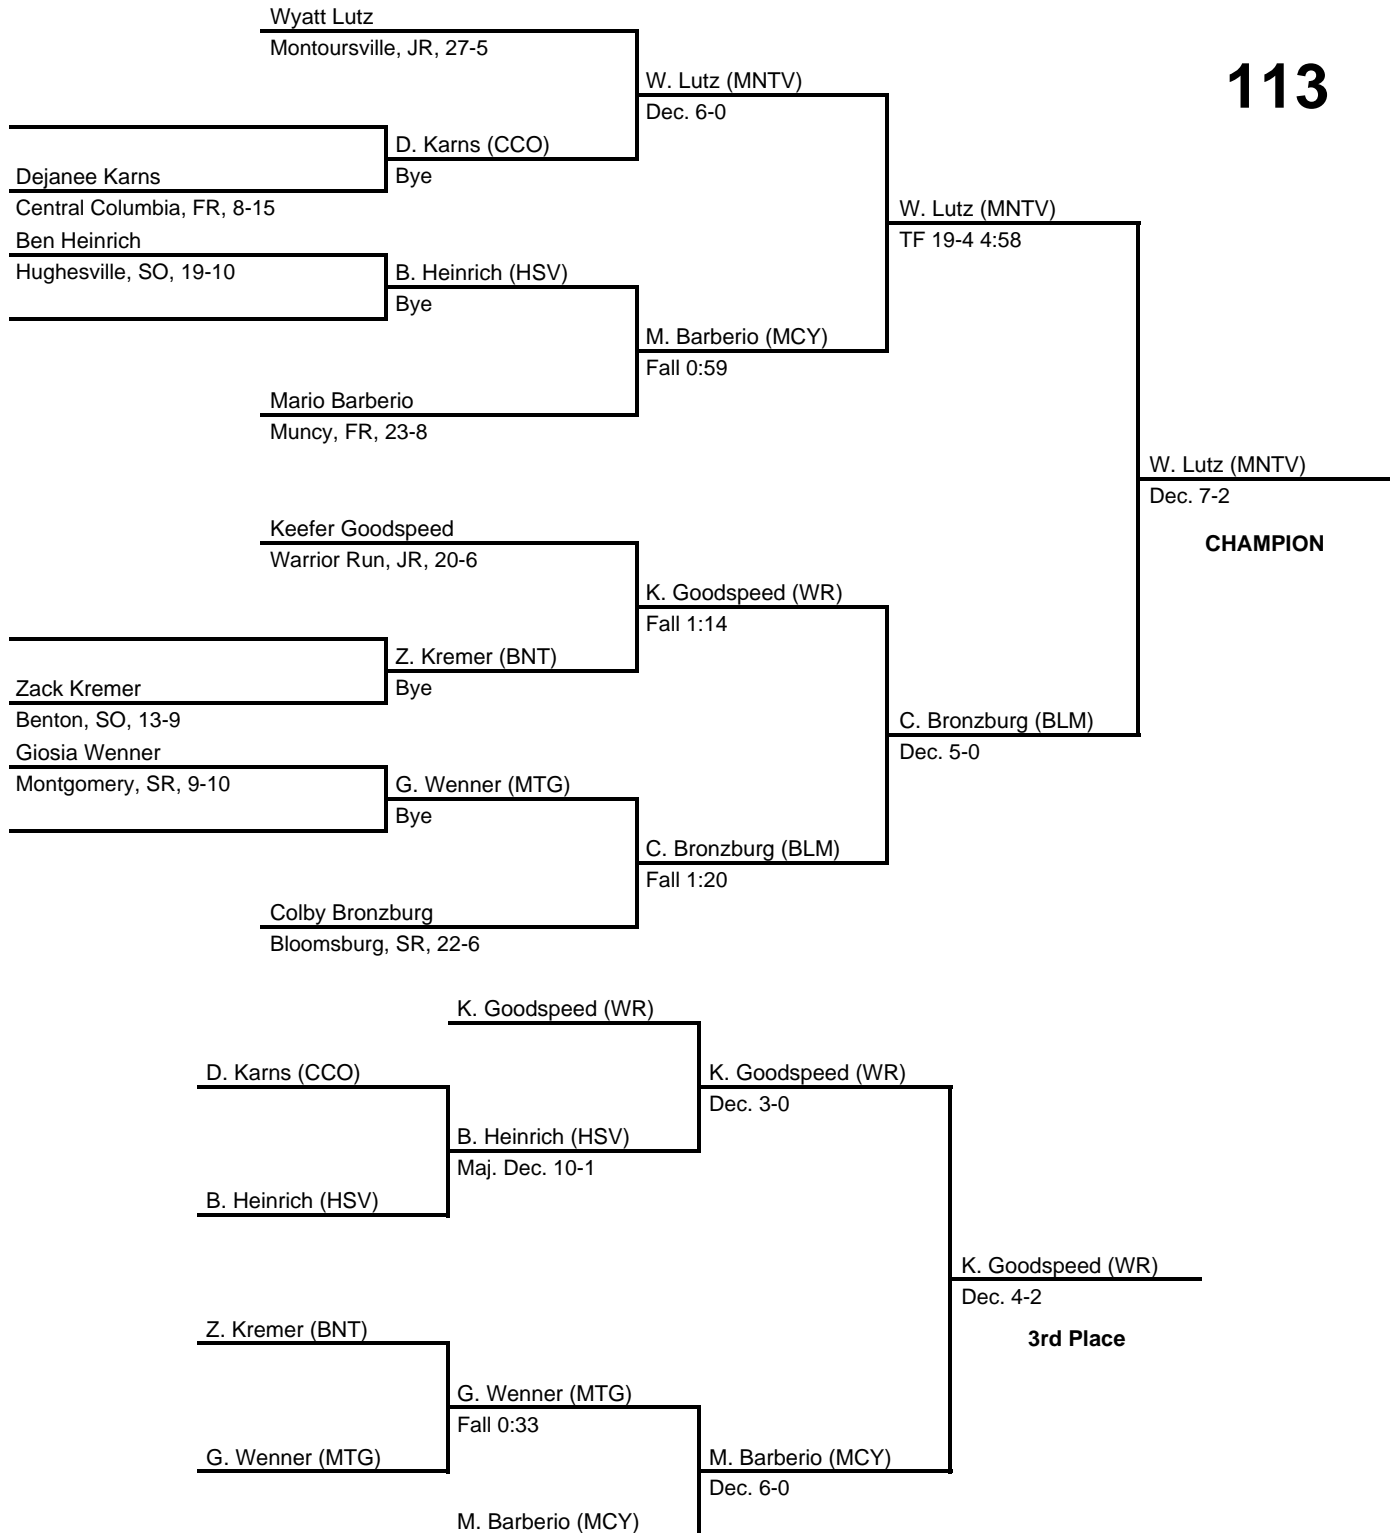 Wyatt Lutz
Montoursville, JR, 27-5
113
W. Lutz (MNTV)
Dec. 6-0
D. Karns (CCO)
Bye
Dejanee Karns
Central Columbia, FR, 8-15
W. Lutz (MNTV)
TF 19-4 4:58
Ben Heinrich
Hughesville, SO, 19-10
B. Heinrich (HSV)
Bye
M. Barberio (MCY)
Fall 0:59
Mario Barberio
Muncy, FR, 23-8
W. Lutz (MNTV)
Dec. 7-2
CHAMPION
Keefer Goodspeed
Warrior Run, JR, 20-6
K. Goodspeed (WR)
Fall 1:14
Z. Kremer (BNT)
Bye
Zack Kremer
Benton, SO, 13-9
C. Bronzburg (BLM)
Dec. 5-0
Giosia Wenner
Montgomery, SR, 9-10
G. Wenner (MTG)
Bye
C. Bronzburg (BLM)
Fall 1:20
Colby Bronzburg
Bloomsburg, SR, 22-6
K. Goodspeed (WR)
D. Karns (CCO)
K. Goodspeed (WR)
Dec. 3-0
B. Heinrich (HSV)
Maj. Dec. 10-1
B. Heinrich (HSV)
K. Goodspeed (WR)
Dec. 4-2
3rd Place
Z. Kremer (BNT)
G. Wenner (MTG)
Fall 0:33
G. Wenner (MTG)
M. Barberio (MCY)
Dec. 6-0
M. Barberio (MCY)